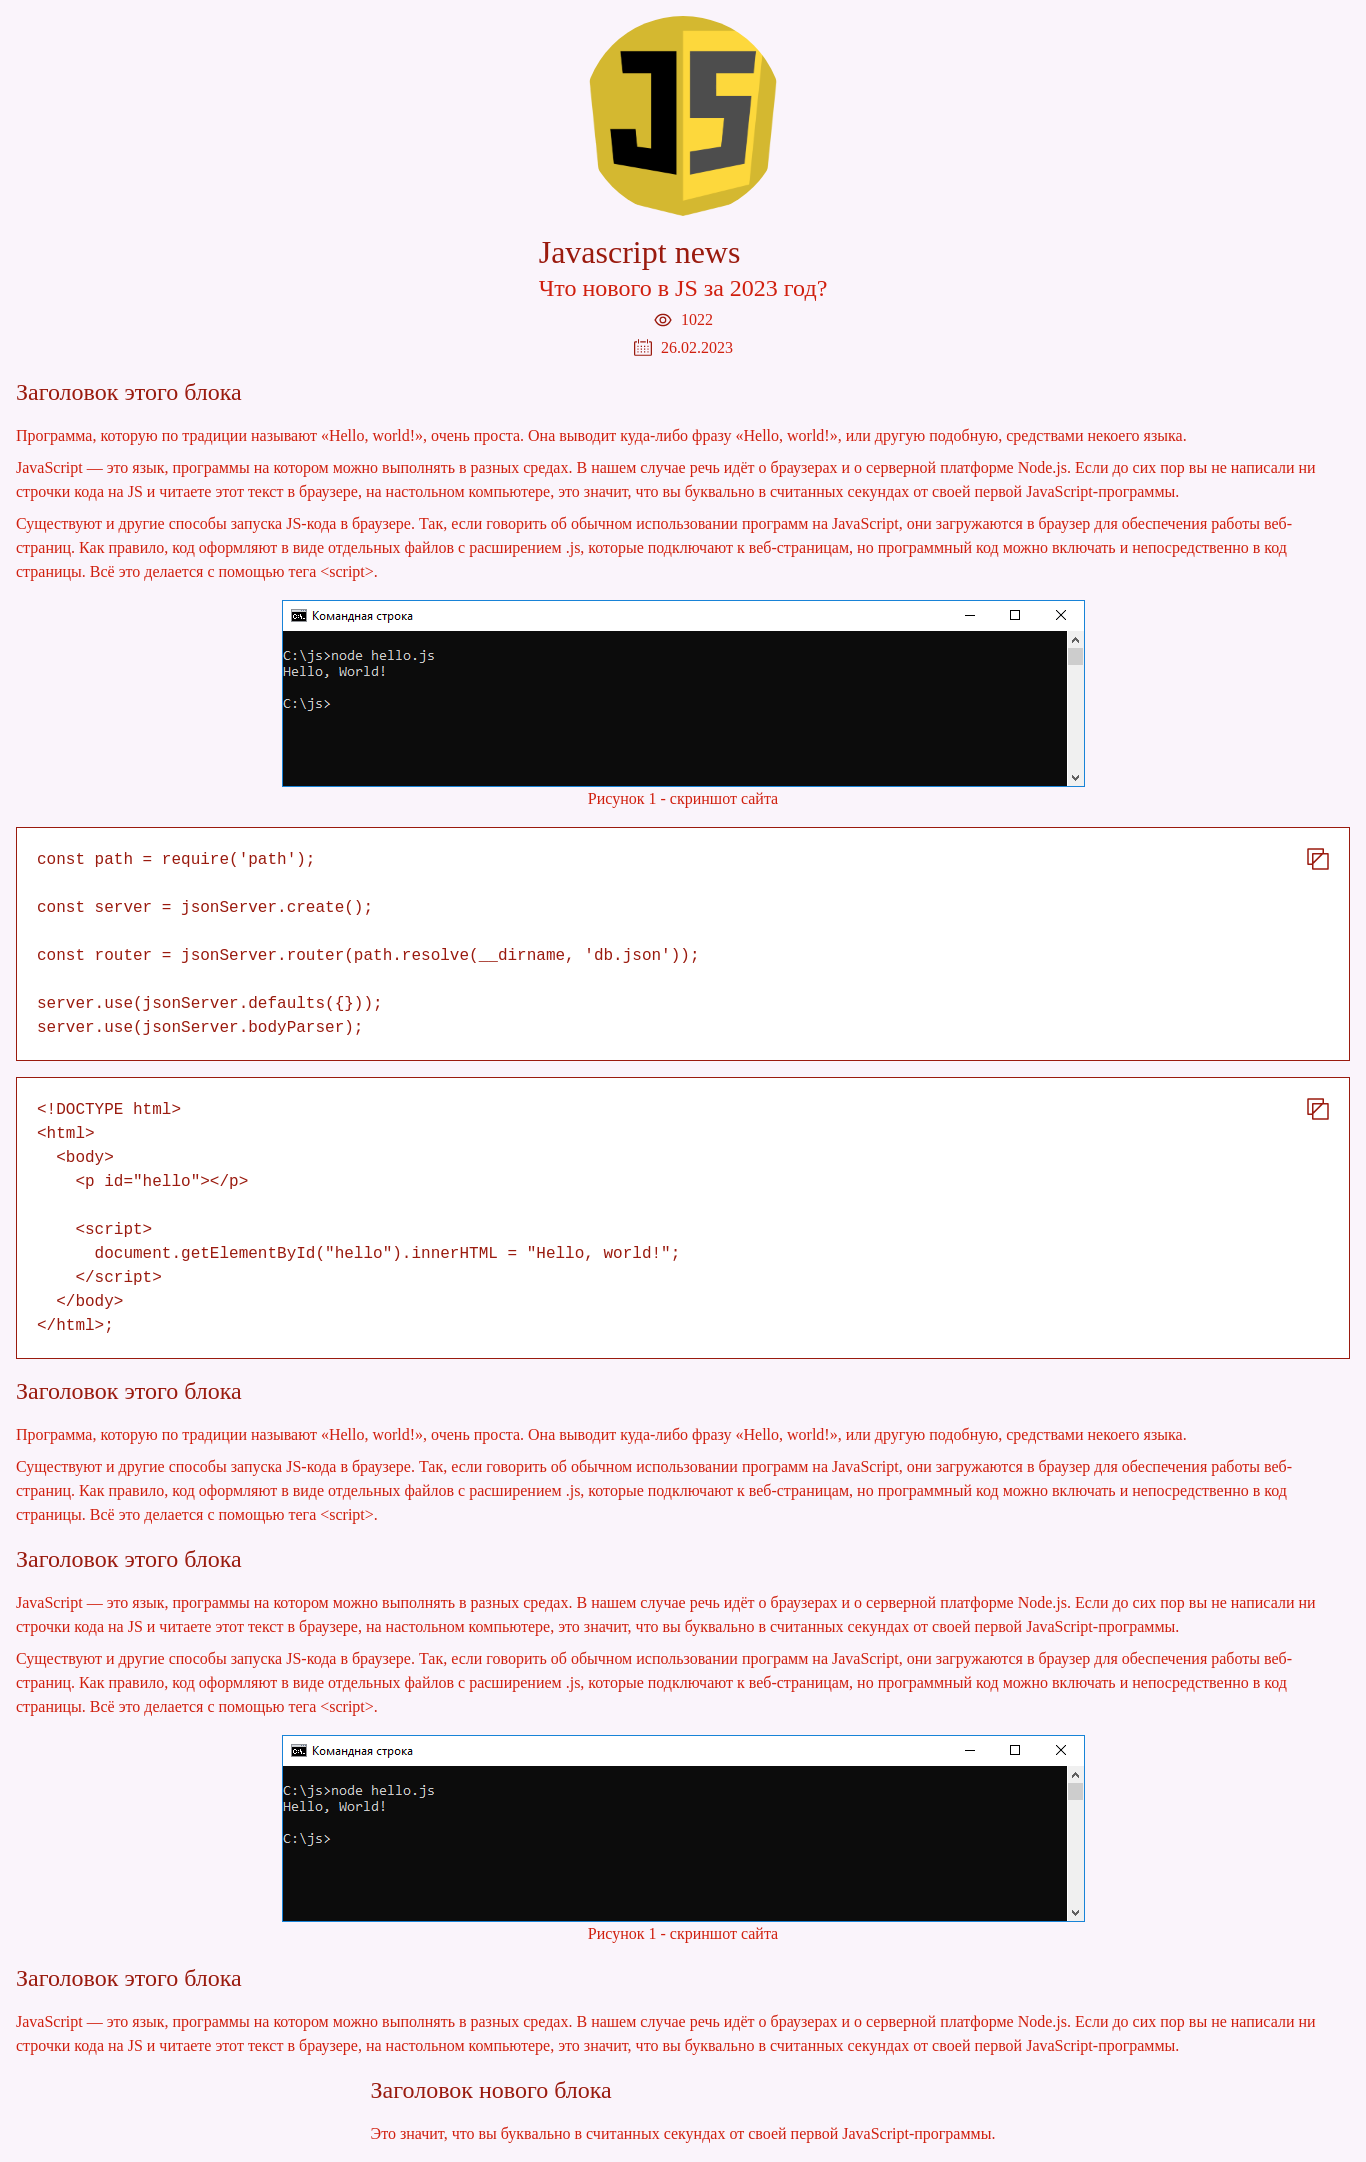 JS
Javascript news
Что нового в JS за 2023 год?
1022
26.02.2023
Заголовок этого блока
Программа, которую по традиции называют «Hello, world!», очень проста. Она выводит куда-либо фразу «Hello, world!», или другую подобную, средствами некоего языка.
JavaScript — это язык, программы на котором можно выполнять в разных средах. В нашем случае речь идёт о браузерах и о серверной платформе Node.js. Если до сих пор вы не написали ни
строчки кода на JS и читаете этот текст в браузере, на настольном компьютере, это значит, что вы буквально в считанных секундах от своей первой JavaScript-программы.
Существуют и другие способы запуска JS-кода в браузере. Так, если говорить об обычном использовании программ на JavaScript, они загружаются в браузер для обеспечения работы веб-
страниц. Как правило, код оформляют в виде отдельных файлов с расширением .js, которые подключают к веб-страницам, но программный код можно включать и непосредственно в код
страницы. Всё это делается с помощью тега <script>.
Командная строка
C:\js>node hello.js
Hello, World!
C:\js>
Рисунок 1 - скриншот сайта
const path = require('path');
const server = jsonServer.create();
const router = jsonServer.router(path.resolve(__dirname, 'db.json'));
server.use(jsonServer.defaults({}));
server.use(jsonServer.bodyParser);
<!DOCTYPE html>
<html>
  <body>
    <p id="hello"></p>
    <script>
      document.getElementById("hello").innerHTML = "Hello, world!";
    </script>
  </body>
</html>;
Заголовок этого блока
Программа, которую по традиции называют «Hello, world!», очень проста. Она выводит куда-либо фразу «Hello, world!», или другую подобную, средствами некоего языка.
Существуют и другие способы запуска JS-кода в браузере. Так, если говорить об обычном использовании программ на JavaScript, они загружаются в браузер для обеспечения работы веб-
страниц. Как правило, код оформляют в виде отдельных файлов с расширением .js, которые подключают к веб-страницам, но программный код можно включать и непосредственно в код
страницы. Всё это делается с помощью тега <script>.
Заголовок этого блока
JavaScript — это язык, программы на котором можно выполнять в разных средах. В нашем случае речь идёт о браузерах и о серверной платформе Node.js. Если до сих пор вы не написали ни
строчки кода на JS и читаете этот текст в браузере, на настольном компьютере, это значит, что вы буквально в считанных секундах от своей первой JavaScript-программы.
Существуют и другие способы запуска JS-кода в браузере. Так, если говорить об обычном использовании программ на JavaScript, они загружаются в браузер для обеспечения работы веб-
страниц. Как правило, код оформляют в виде отдельных файлов с расширением .js, которые подключают к веб-страницам, но программный код можно включать и непосредственно в код
страницы. Всё это делается с помощью тега <script>.
Командная строка
C:\js>node hello.js
Hello, World!
C:\js>
Рисунок 1 - скриншот сайта
Заголовок этого блока
JavaScript — это язык, программы на котором можно выполнять в разных средах. В нашем случае речь идёт о браузерах и о серверной платформе Node.js. Если до сих пор вы не написали ни
строчки кода на JS и читаете этот текст в браузере, на настольном компьютере, это значит, что вы буквально в считанных секундах от своей первой JavaScript-программы.
Заголовок нового блока
Это значит, что вы буквально в считанных секундах от своей первой JavaScript-программы.